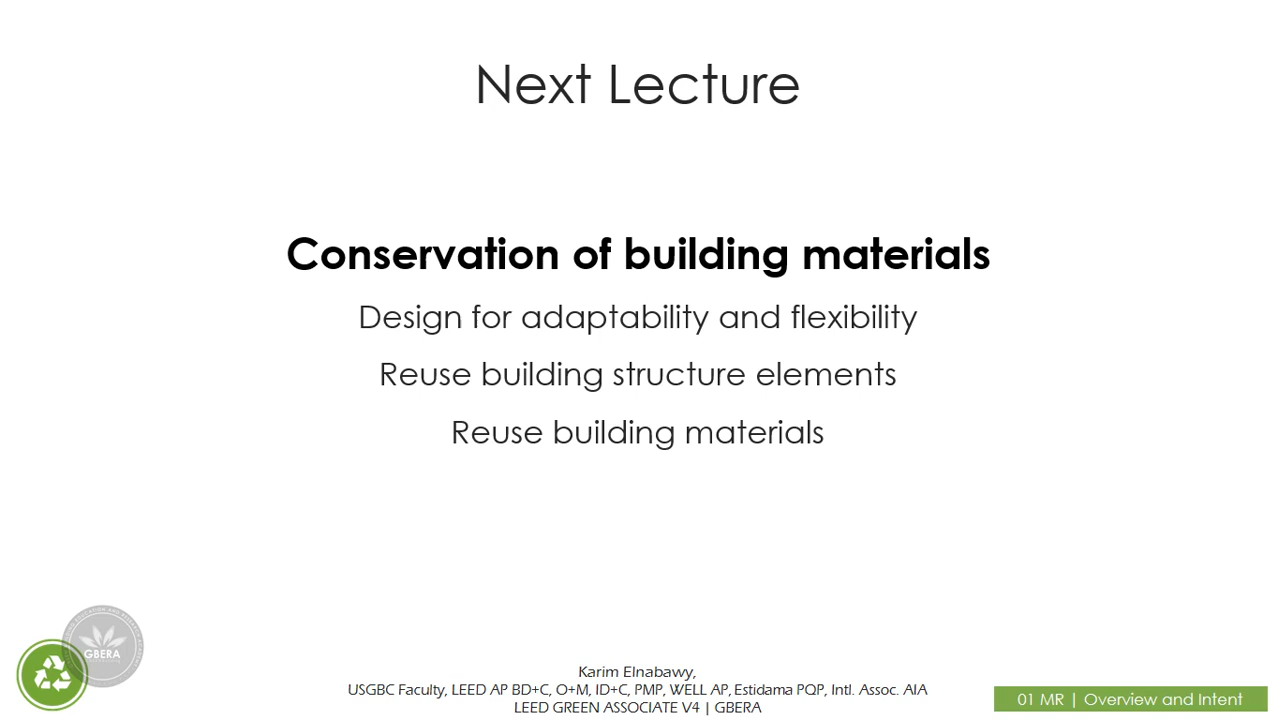 Next Lecture
Conservation of building materials
Design for adaptability and flexibility
Reuse building structure elements
Reuse building materials
GBERA
Karim Elnabawy,
USGBC Faculty, LEED AP BD+C, O+M, ID+C, PMP, WELL AP, Estidama PQP, Intl. Assoc. AIA
LEED GREEN ASSOCIATE V4 | GBERA
01 MR | Overview and Intent